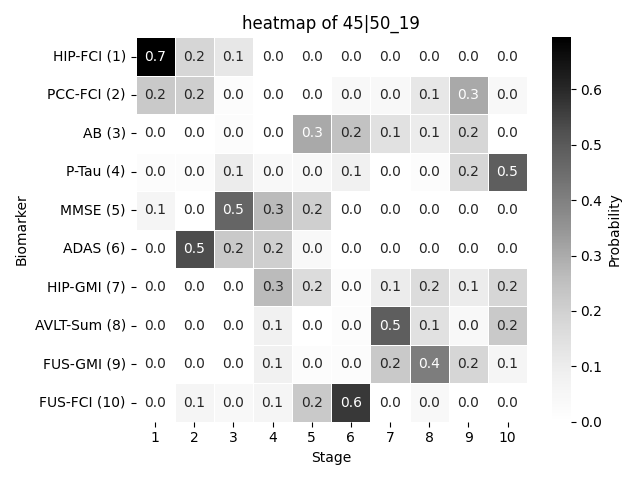 heatmap of 45|50_19
HIP-FCI (1) 0.7 0.2 0.1 0.0 0.0 0.0 0.0 0.0 0.0 0.0
PCC-FCI (2) 0.2 0.2 0.0 0.0 0.0 0.0 0.0 0.1 0.3 0.0
AB (3) 0.0 0.0 0.0 0.0 0.3 0.2 0.1 0.1 0.2 0.0
P-Tau (4) 0.0 0.0 0.1 0.0 0.0 0.1 0.0 0.0 0.2 0.5
MMSE (5) 0.1 0.0 0.5 0.3 0.2 0.0 0.0 0.0 0.0 0.0
ADAS (6) 0.0 0.5 0.2 0.2 0.0 0.0 0.0 0.0 0.0 0.0
HIP-GMI (7) 0.0 0.0 0.0 0.3 0.2 0.0 0.1 0.2 0.1 0.2
AVLT-Sum (8) 0.0 0.0 0.0 0.1 0.0 0.0 0.5 0.1 0.0 0.2
FUS-GMI (9) 0.0 0.0 0.0 0.1 0.0 0.0 0.2 0.4 0.2 0.1
FUS-FCI (10) 0.0 0.1 0.0 0.1 0.2 0.6 0.0 0.0 0.0 0.0
1 2 3 4 5 6 7 8 9 10
Stage
Biomarker
0.6
0.5
0.4
0.3
0.2
0.1
0.0
Probability